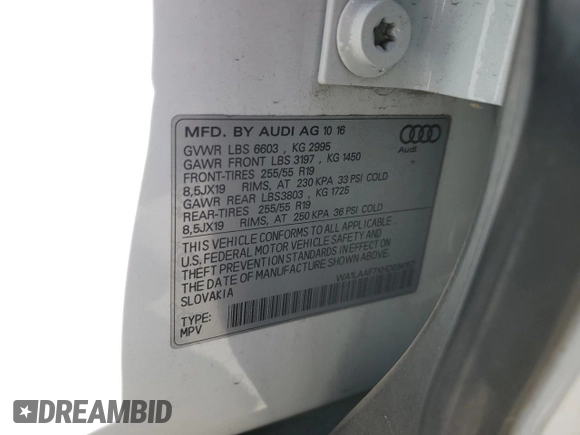 MFD. BY AUDI AG 10 16
Audi
GVWR LBS 6603 , KG 2995
GAWR FRONT LBS 3197 , KG 1450
FRONT-TIRES 255/55 R19
8,5JX19 RIMS, AT 230 KPA 33 PSI COLD
GAWR REAR LBS3803 , KG 1725
REAR-TIRES 255/55 R19
8,5JX19 RIMS, AT 250 KPA 36 PSI COLD
THIS VEHICLE CONFORMS TO ALL APPLICABLE
U.S. FEDERAL MOTOR VEHICLE SAFETY AND
THEFT PREVENTION STANDARDS IN EFFECT ON
THE DATE OF MANUFACTURE SHOWN ABOVE.
SLOVAKIA
TYPE:
MPV
DREAMBID